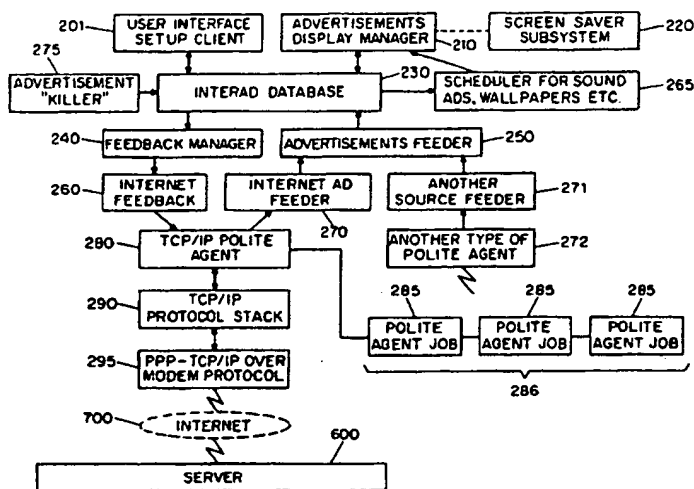 275
201
USER INTERFACE
SETUP CLIENT
ADVERTISEMENTS
DISPLAY MANAGER
210
SCREEN SAVER
SUBSYSTEM
220
ADVERTISEMENT
"KILLER"
230
INTERAD DATABASE
SCHEDULER FOR SOUND
ADS, WALLPAPERS ETC.
265
240
FEEDBACK MANAGER
ADVERTISEMENTS FEEDER
250
260
INTERNET
FEEDBACK
INTERNET AD
FEEDER
270
ANOTHER
SOURCE FEEDER
271
280
TCP/IP POLITE
AGENT
ANOTHER TYPE OF
POLITE AGENT
272
290
TCP/IP
PROTOCOL STACK
285
285
285
POLITE
AGENT JOB
POLITE
AGENT JOB
POLITE
AGENT JOB
286
295
PPP-TCP/IP OVER
MODEM PROTOCOL
700
INTERNET
600
SERVER